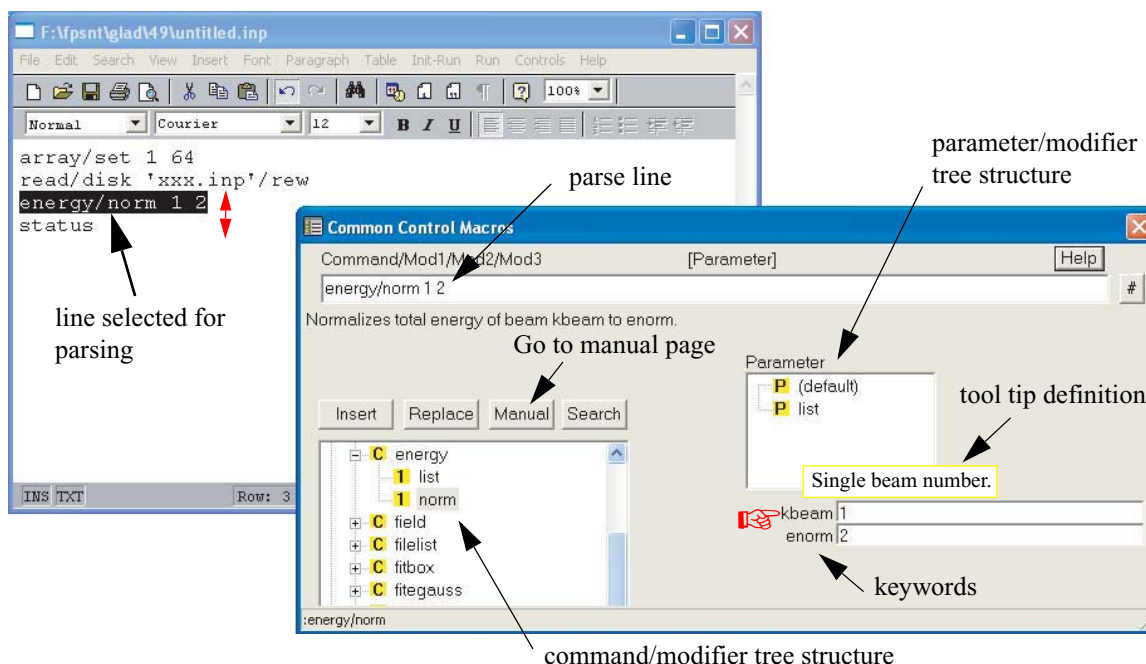 F:\fpsnt\glad\49\untitled.inp
File Edit Search View Insert Font Paragraph Table Init-Run Run Controls Help
100%
Normal Courier 12 B I U
array/set 1 64
read/disk 'xxx.inp'/rew
energy/norm 1 2
status
line selected for
parsing
INS TXT Row: 3
parse line
parameter/modifier
tree structure
Common Control Macros
Command/Mod1/Mod2/Mod3 [Parameter] Help
energy/norm 1 2 #
Normalizes total energy of beam kbeam to enorm.
Go to manual page
Insert Replace Manual Search
C energy
1 list
1 norm
C field
C filelist
C fitbox
C fitegauss
Parameter
P (default)
P list
tool tip definition
Single beam number.
kbeam 1
enorm 2
keywords
:energy/norm
command/modifier tree structure